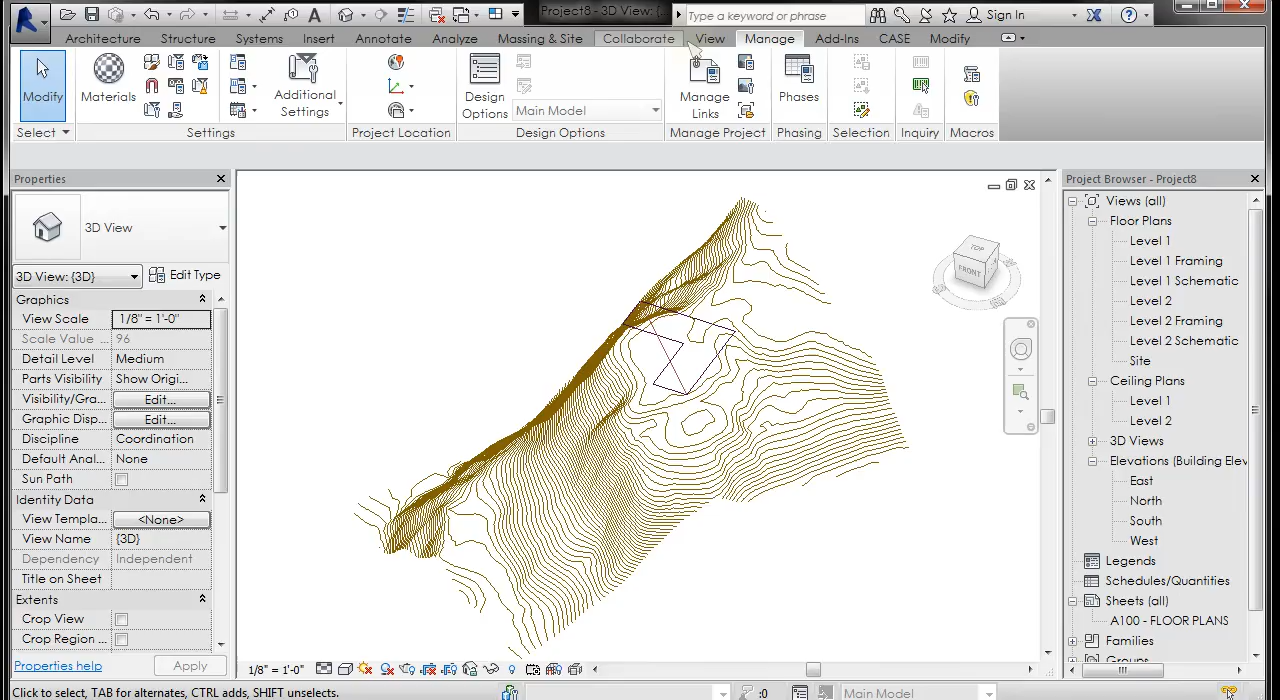 Project8 - 3D View: {
Type a keyword or phrase
Sign In
Architecture Structure Systems Insert Annotate Analyze Massing & Site Collaborate View Manage Add-Ins CASE Modify
Modify
Materials
Additional
Settings
Design
Options
Main Model
Manage
Links
Phases
Select
Settings
Project Location
Design Options
Manage Project
Phasing
Selection
Inquiry
Macros
Properties
3D View
3D View: {3D}
Edit Type
Graphics
View Scale 1/8" = 1'-0"
Scale Value ... 96
Detail Level Medium
Parts Visibility Show Origi...
Visibility/Gra... Edit...
Graphic Disp... Edit...
Discipline Coordination
Default Anal... None
Sun Path
Identity Data
View Templa... <None>
View Name {3D}
Dependency Independent
Title on Sheet
Extents
Crop View
Crop Region ...
Properties help
Apply
TOP
FRONT
1/8" = 1'-0"
Project Browser - Project8
Views (all)
Floor Plans
Level 1
Level 1 Framing
Level 1 Schematic
Level 2
Level 2 Framing
Level 2 Schematic
Site
Ceiling Plans
Level 1
Level 2
3D Views
Elevations (Building Elev
East
North
South
West
Legends
Schedules/Quantities
Sheets (all)
A100 - FLOOR PLANS
Families
Groups
Click to select, TAB for alternates, CTRL adds, SHIFT unselects.
:0
Main Model